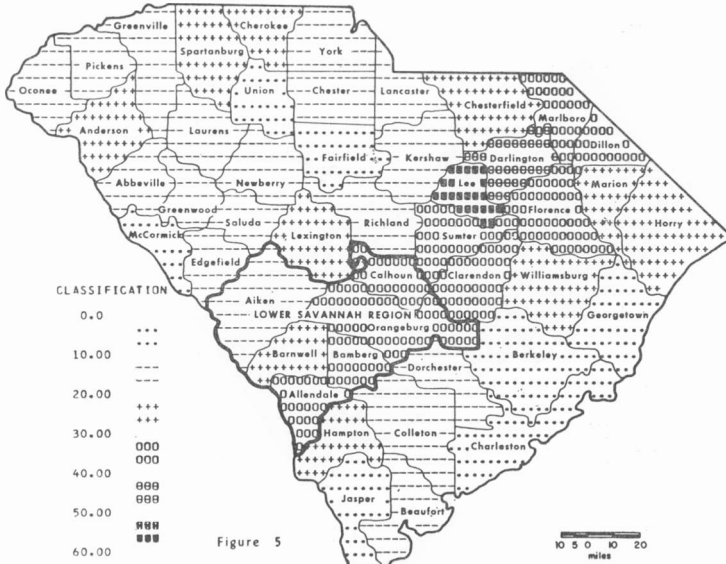 Greenville
Cherokee
Spartanburg
York
Pickens
Oconee
Union
Chester
Lancaster
Chesterfield
Marlboro
Anderson
Laurens
Dillon
Fairfield
Kershaw
Darlington
Abbeville
Newberry
Lee
Marion
Greenwood
Saluda
Richland
Florence
Horry
McCormick
Lexington
Sumter
Edgefield
Calhoun
Clarendon
Williamsburg
CLASSIFICATION
Aiken
Georgetown
0.0
LOWER SAVANNAH REGION
Orangeburg
10.00
Barnwell
Bamberg
Berkeley
Dorchester
20.00
Allendale
30.00
Hampton
Colleton
Charleston
40.00
Jasper
50.00
Beaufort
60.00
Figure 5
10 5 0 10 20
miles